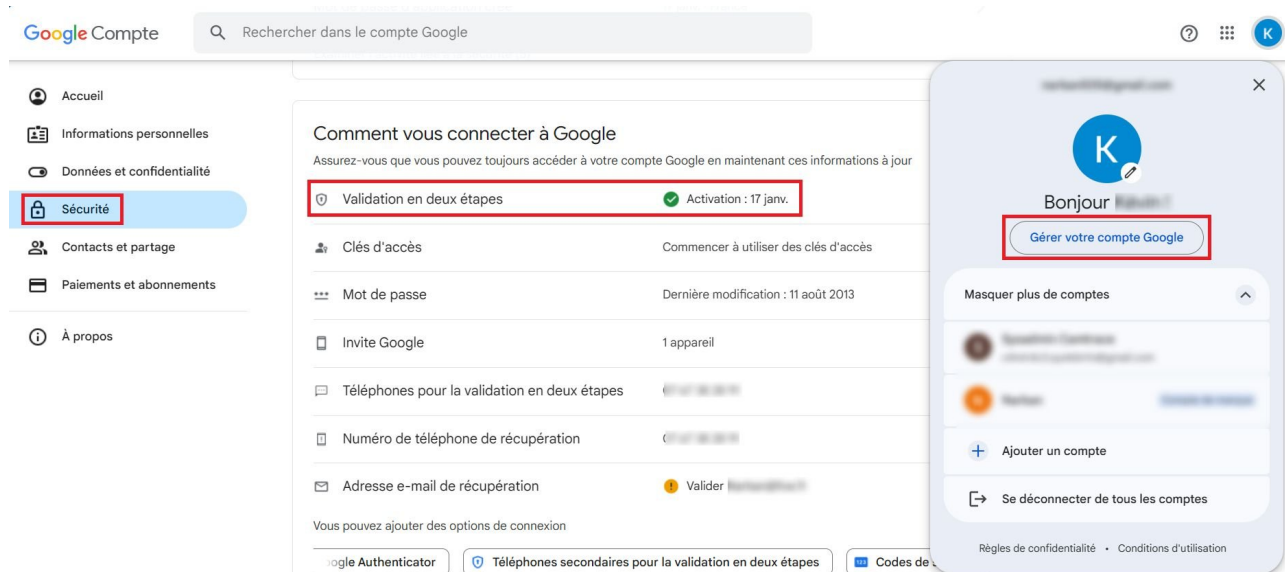 Google Compte
Rechercher dans le compte Google
K
Accueil
Informations personnelles
Données et confidentialité
Sécurité
Contacts et partage
Paiements et abonnements
À propos
Comment vous connecter à Google
Assurez-vous que vous pouvez toujours accéder à votre compte Google en maintenant ces informations à jour
Validation en deux étapes
Activation : 17 janv.
Clés d'accès
Commencer à utiliser des clés d'accès
Mot de passe
Dernière modification : 11 août 2013
Invite Google
1 appareil
Téléphones pour la validation en deux étapes
Numéro de téléphone de récupération
Adresse e-mail de récupération
Valider
Vous pouvez ajouter des options de connexion
Authenticator
Téléphones secondaires pour la validation en deux étapes
123 Codes de
K
Bonjour
Gérer votre compte Google
Masquer plus de comptes
Ajouter un compte
Se déconnecter de tous les comptes
Règles de confidentialité • Conditions d'utilisation